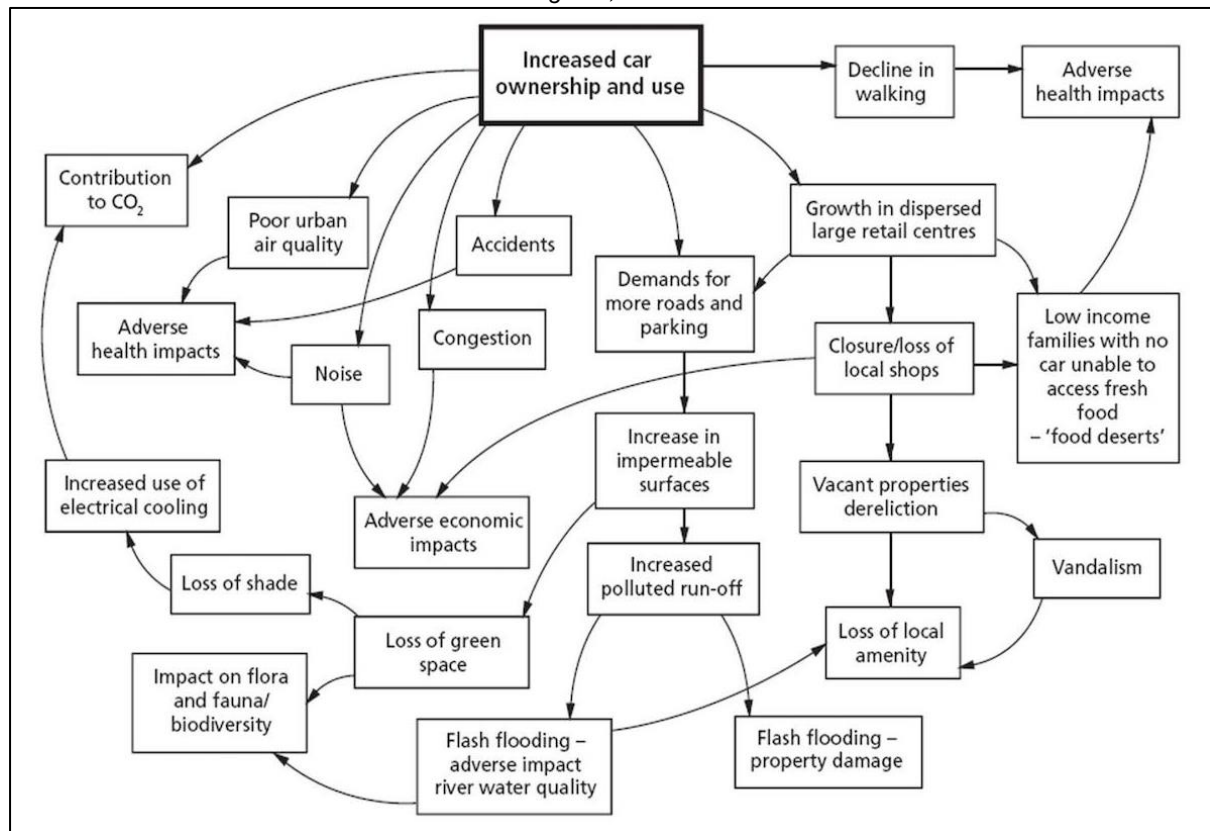 Increased car
ownership and use
Decline in
walking
Adverse
health impacts
Contribution
to CO₂
Poor urban
air quality
Accidents
Growth in dispersed
large retail centres
Demands for
more roads and
parking
Adverse
health impacts
Noise
Congestion
Closure/loss of
local shops
Low income
families with no
car unable to
access fresh
food
– ‘food deserts’
Increase in
impermeable
surfaces
Increased use of
electrical cooling
Adverse economic
impacts
Vacant properties
dereliction
Loss of shade
Increased
polluted run-off
Vandalism
Loss of green
space
Loss of local
amenity
Impact on flora
and fauna/
biodiversity
Flash flooding –
adverse impact
river water quality
Flash flooding –
property damage